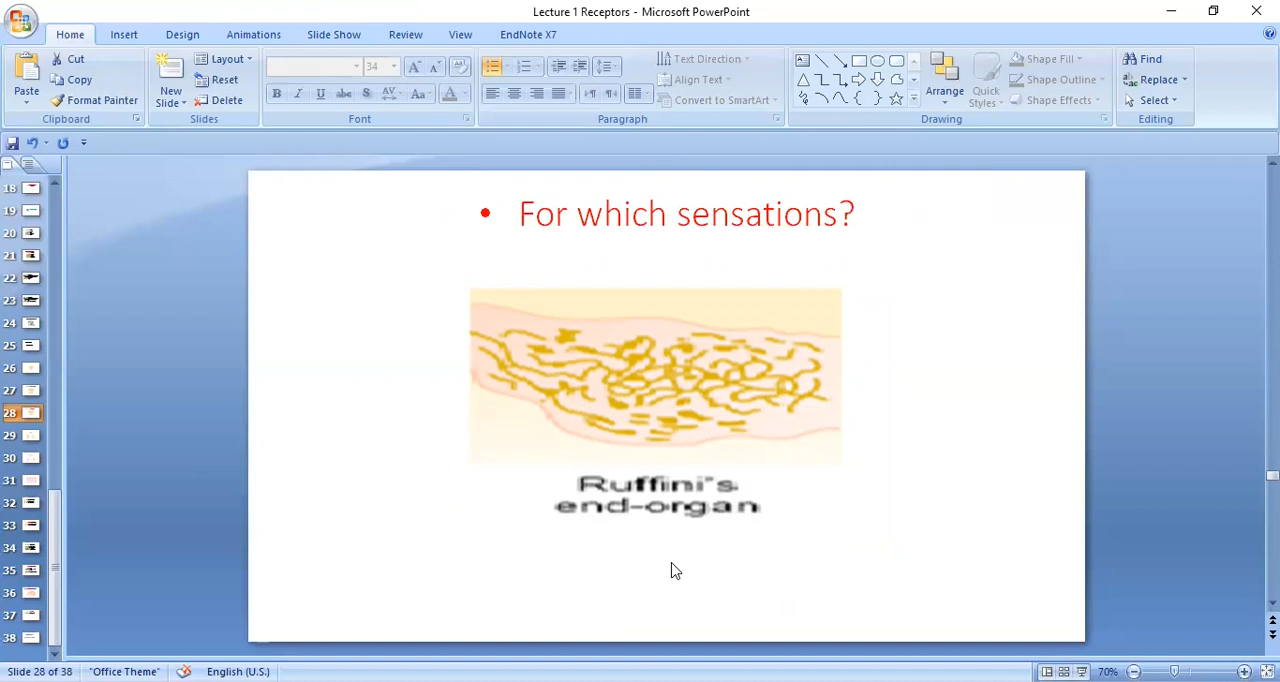 Lecture 1 Receptors - Microsoft PowerPoint
Home Insert Design Animations Slide Show Review View EndNote X7
Paste
Cut
Copy
Format Painter
Clipboard
New Slide
Layout
Reset
Delete
Slides
34
B I U abc S AV Aa A
Font
Text Direction
Align Text
Convert to SmartArt
Paragraph
Arrange
Quick Styles
Shape Fill
Shape Outline
Shape Effects
Drawing
Find
Replace
Select
Editing
18
19
20
21
22
23
24
25
26
27
28
29
30
31
32
33
34
35
36
37
38
• For which sensations?
Ruffini's
end-organ
Slide 28 of 38 "Office Theme" English (U.S.) 70%